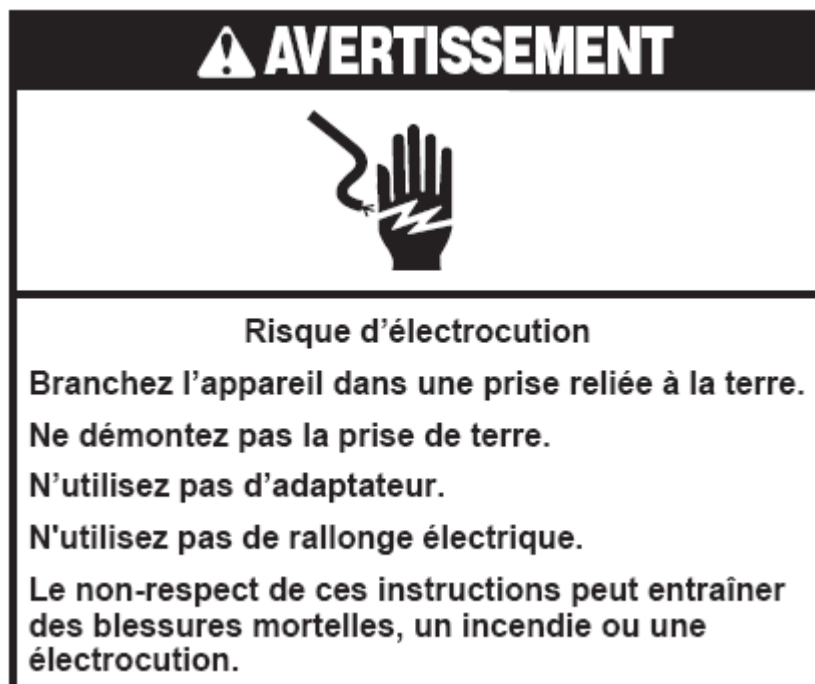 AVERTISSEMENT
Risque d’électrocution
Branchez l’appareil dans une prise reliée à la terre.
Ne démontez pas la prise de terre.
N’utilisez pas d’adaptateur.
N'utilisez pas de rallonge électrique.
Le non-respect de ces instructions peut entraîner
des blessures mortelles, un incendie ou une
électrocution.